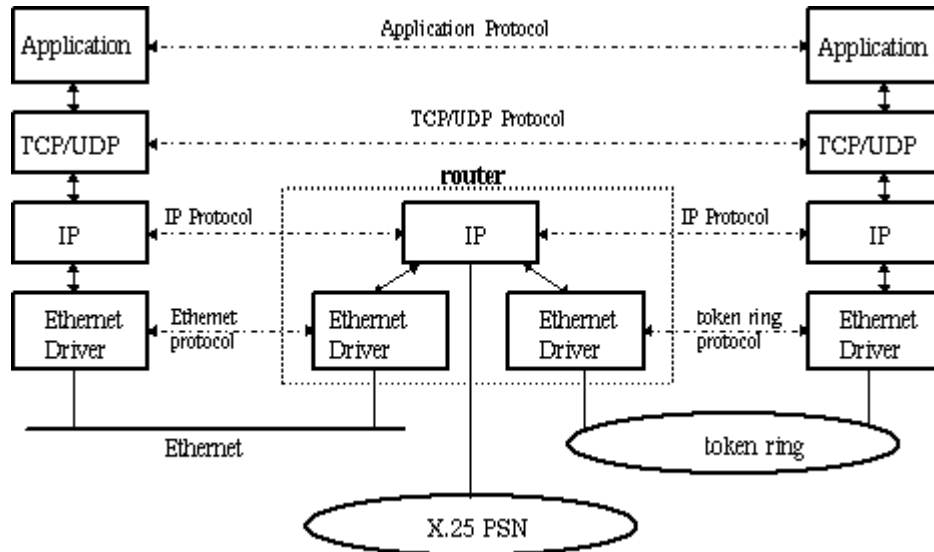 Application Protocol
Application
Application
TCP/UDP Protocol
TCP/UDP
TCP/UDP
router
IP Protocol
IP Protocol
IP
IP
IP
Ethernet
Driver
Ethernet
protocol
Ethernet
Driver
Ethernet
Driver
token ring
protocol
Ethernet
Driver
Ethernet
token ring
X.25 PSN